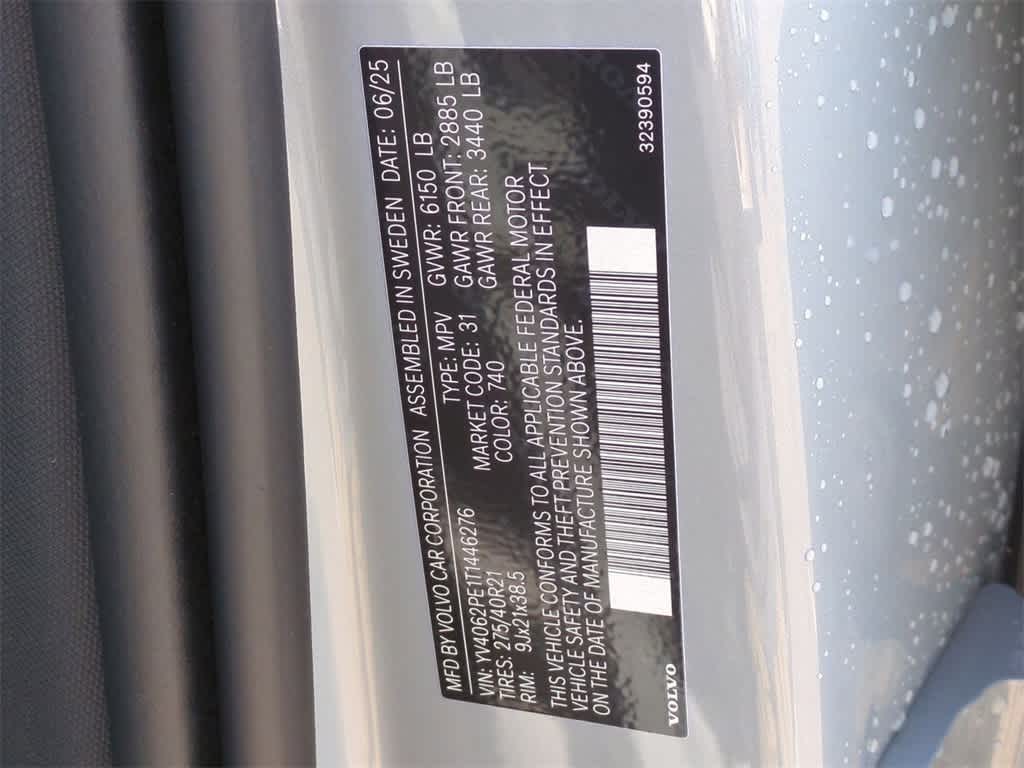 MFD BY VOLVO CAR CORPORATION ASSEMBLED IN SWEDEN DATE: 06/25
VIN: YV4062PE1T1446276 TYPE: MPV GVWR: 6150 LB
TIRES: 275/40R21 MARKET CODE: 31 GAWR FRONT: 2885 LB
RIM: 9Jx21x38.5 COLOR: 740 GAWR REAR: 3440 LB
THIS VEHICLE CONFORMS TO ALL APPLICABLE FEDERAL MOTOR
VEHICLE SAFETY AND THEFT PREVENTION STANDARDS IN EFFECT
ON THE DATE OF MANUFACTURE SHOWN ABOVE.
VOLVO 32390594